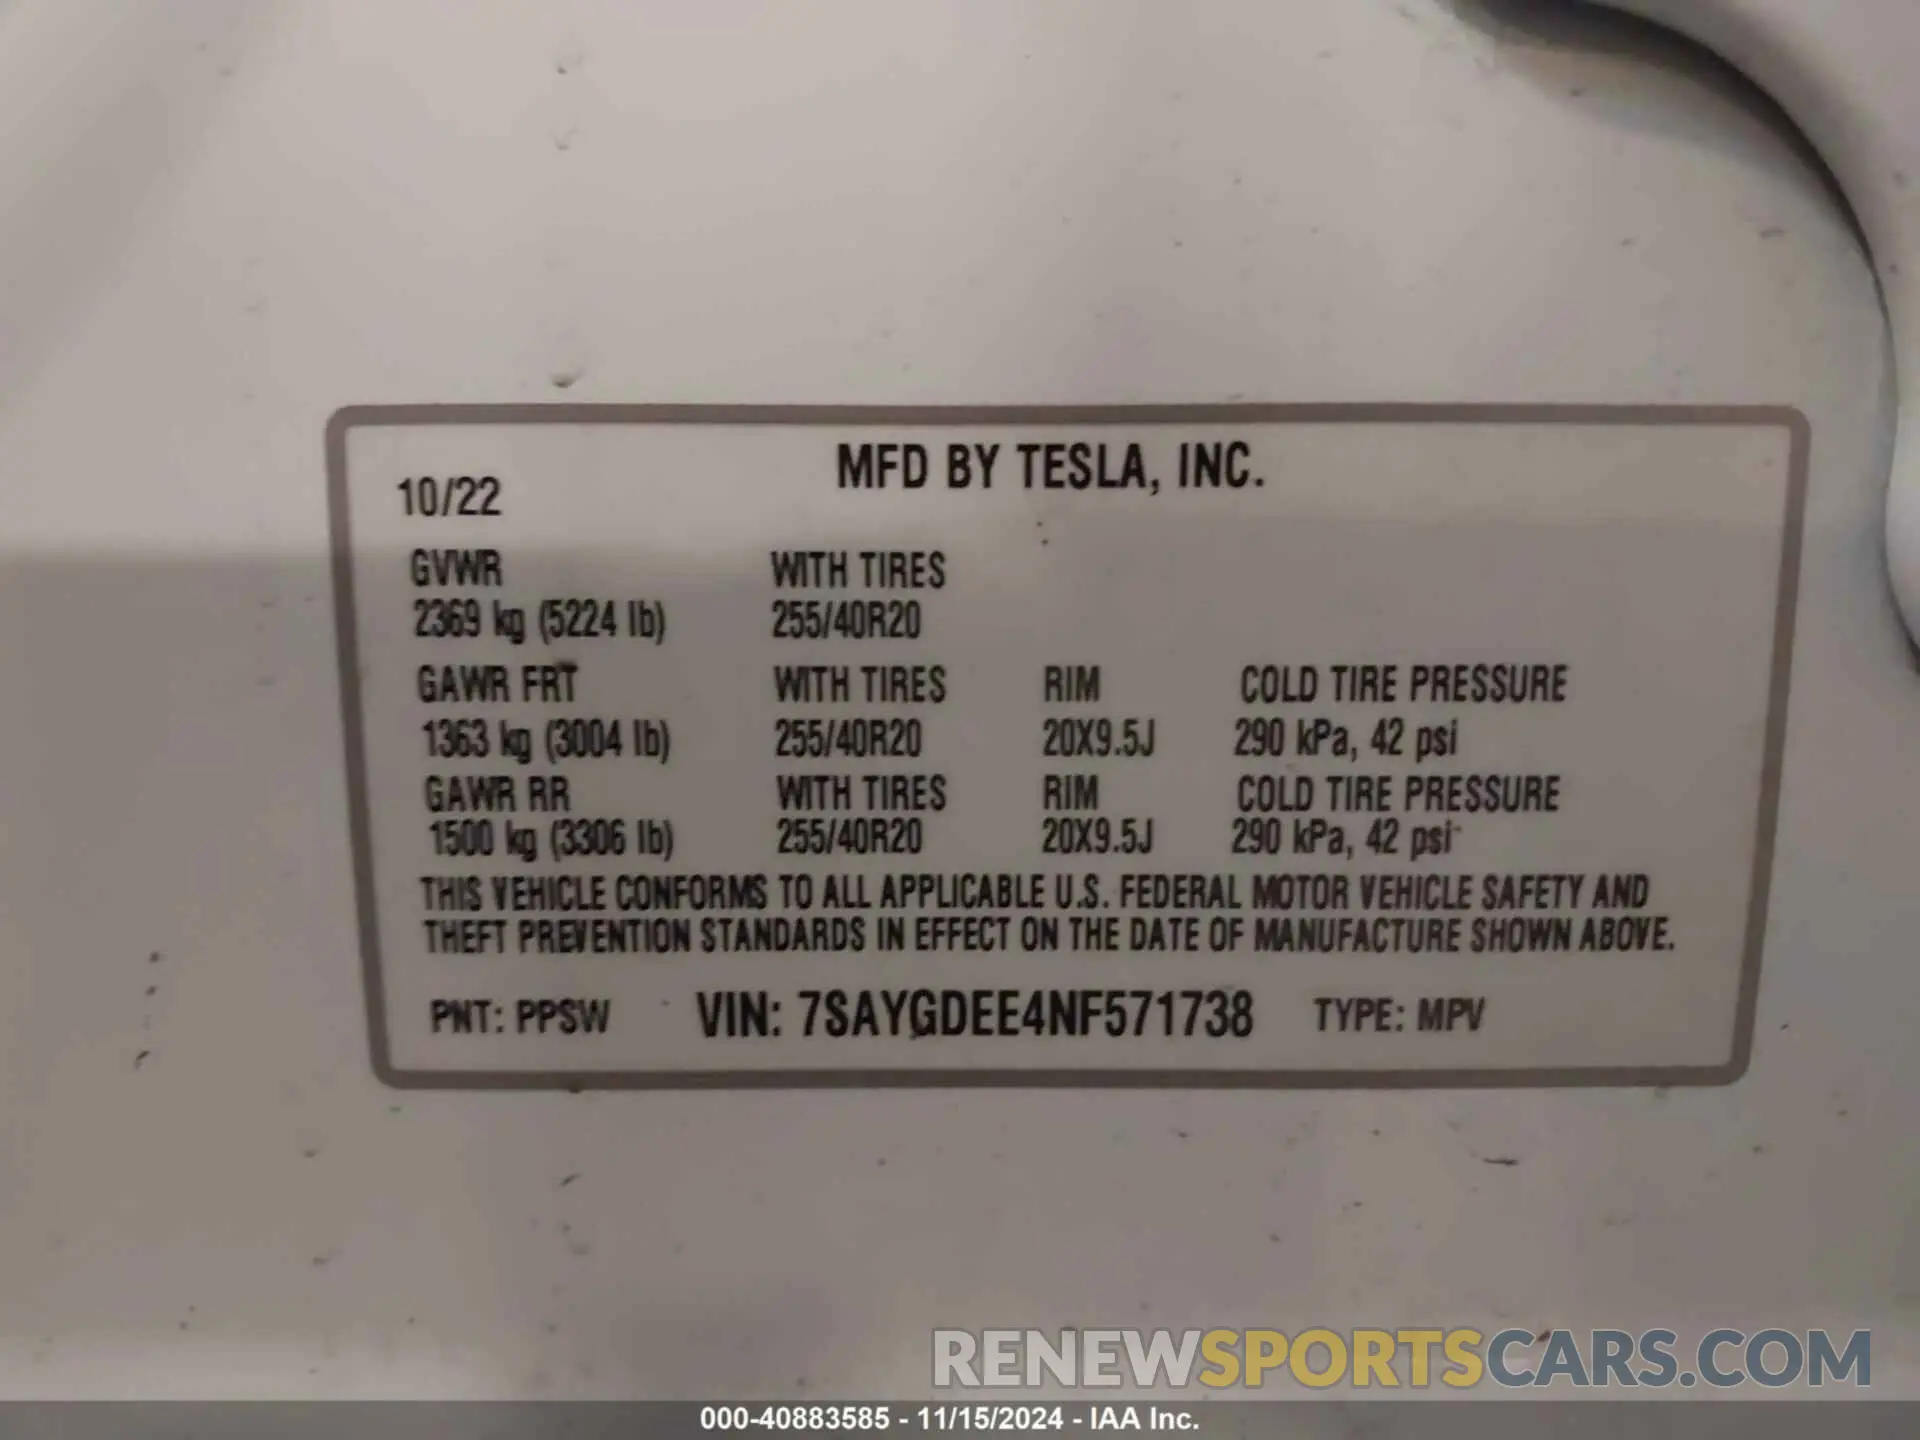 MFD BY TESLA, INC.
10/22
GVWR WITH TIRES
2369 kg (5224 lb) 255/40R20
GAWR FRT WITH TIRES RIM COLD TIRE PRESSURE
1363 kg (3004 lb) 255/40R20 20X9.5J 290 kPa, 42 psi
GAWR RR WITH TIRES RIM COLD TIRE PRESSURE
1500 kg (3306 lb) 255/40R20 20X9.5J 290 kPa, 42 psi
THIS VEHICLE CONFORMS TO ALL APPLICABLE U.S. FEDERAL MOTOR VEHICLE SAFETY AND
THEFT PREVENTION STANDARDS IN EFFECT ON THE DATE OF MANUFACTURE SHOWN ABOVE.
PNT: PPSW VIN: 7SAYGDEE4NF571738 TYPE: MPV
RENEWSPORTSCARS.COM
000-40883585 - 11/15/2024 - IAA Inc.